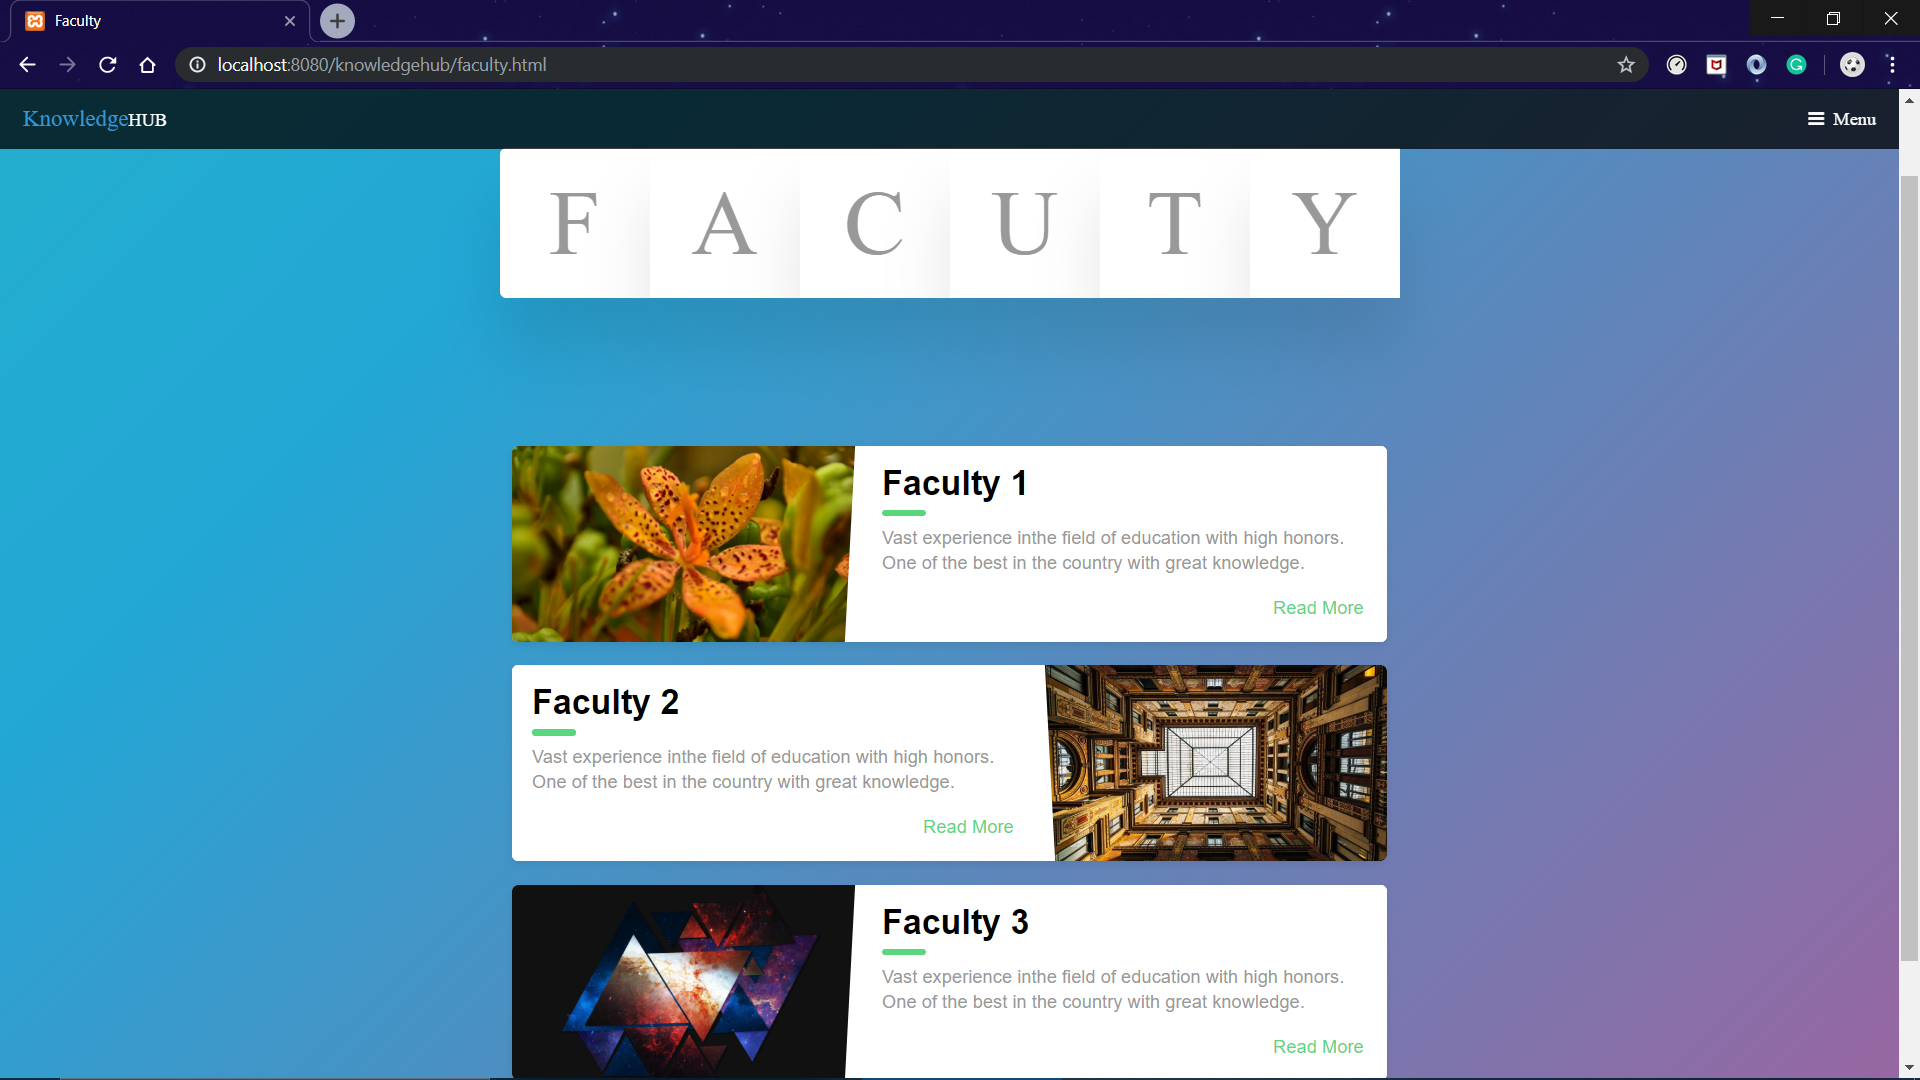 Faculty
localhost:8080/knowledgehub/faculty.html
KnowledgeHUB
Menu
F A C U T Y
Faculty 1
Vast experience inthe field of education with high honors.
One of the best in the country with great knowledge.
Read More
Faculty 2
Vast experience inthe field of education with high honors.
One of the best in the country with great knowledge.
Read More
Faculty 3
Vast experience inthe field of education with high honors.
One of the best in the country with great knowledge.
Read More